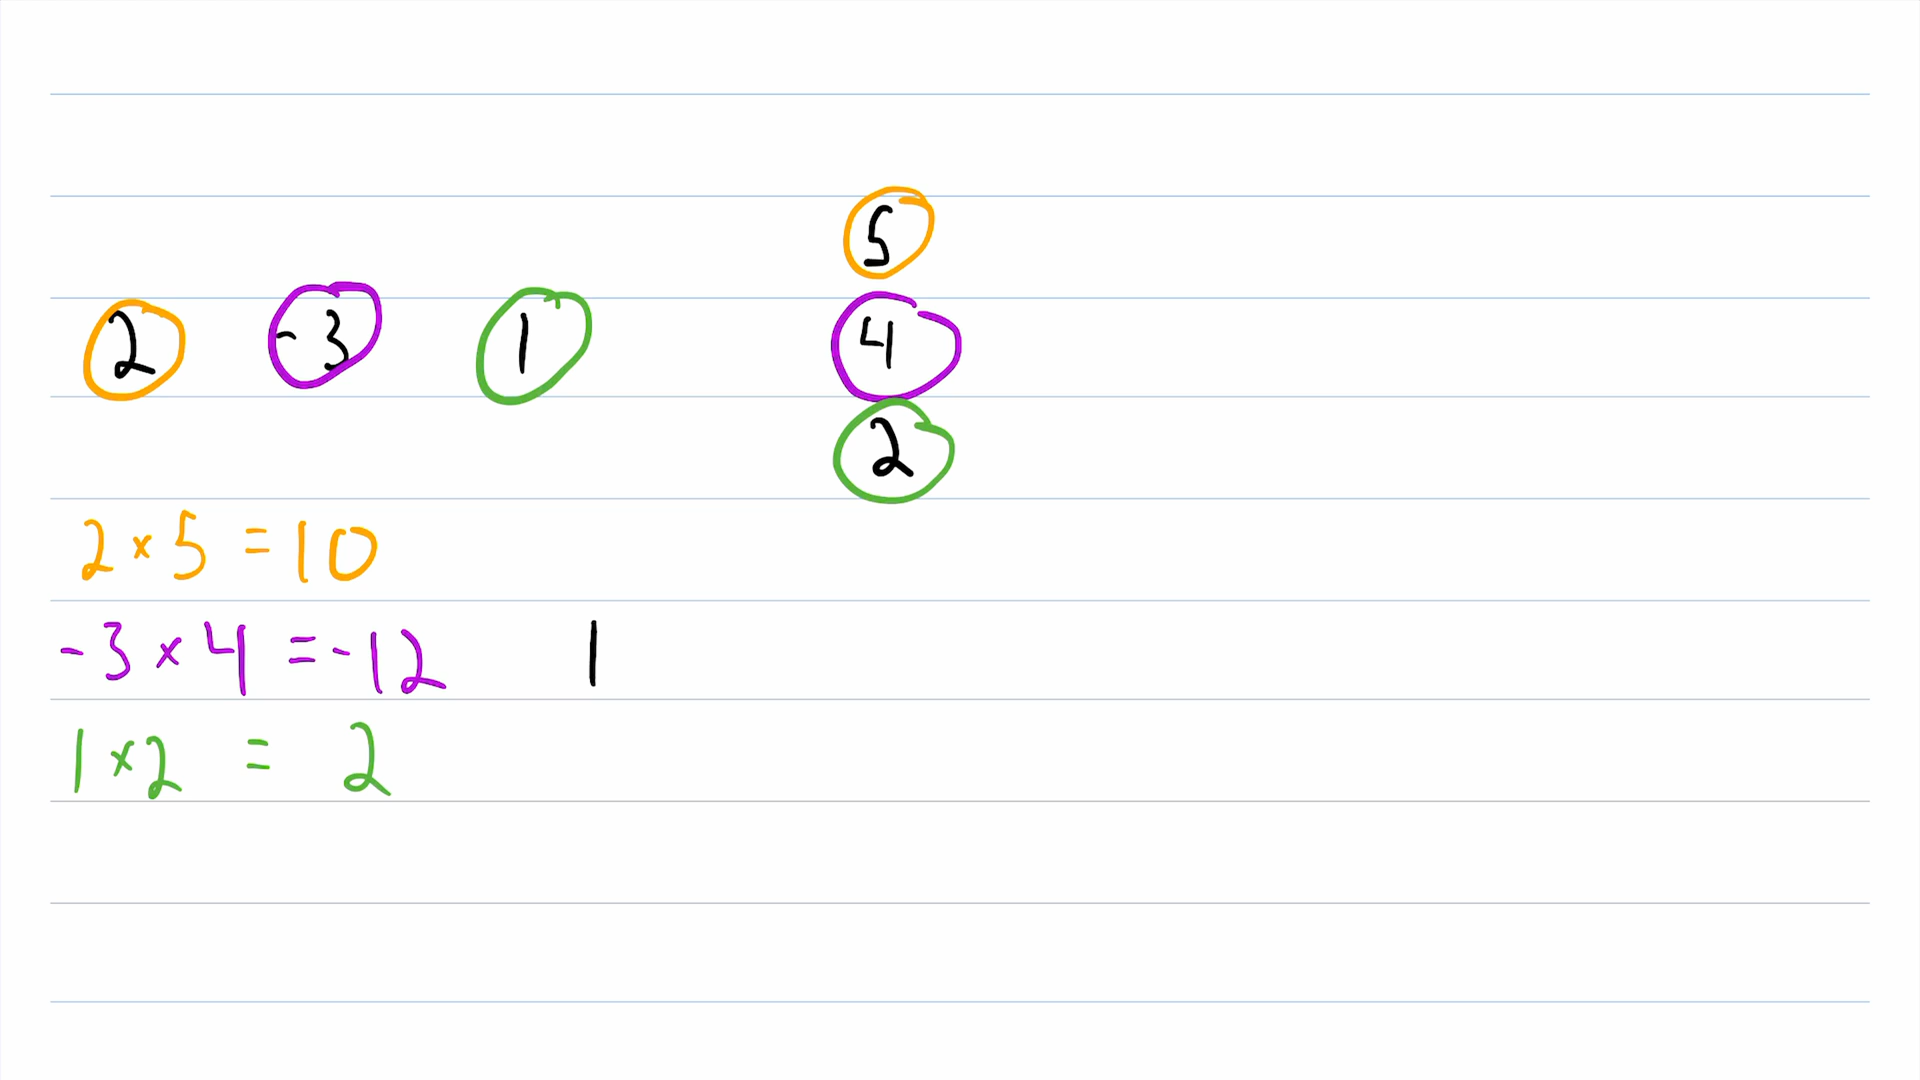 5
2 -3 1 4
2
2 × 5 = 10
-3 × 4 = -12 1
1 × 2 = 2